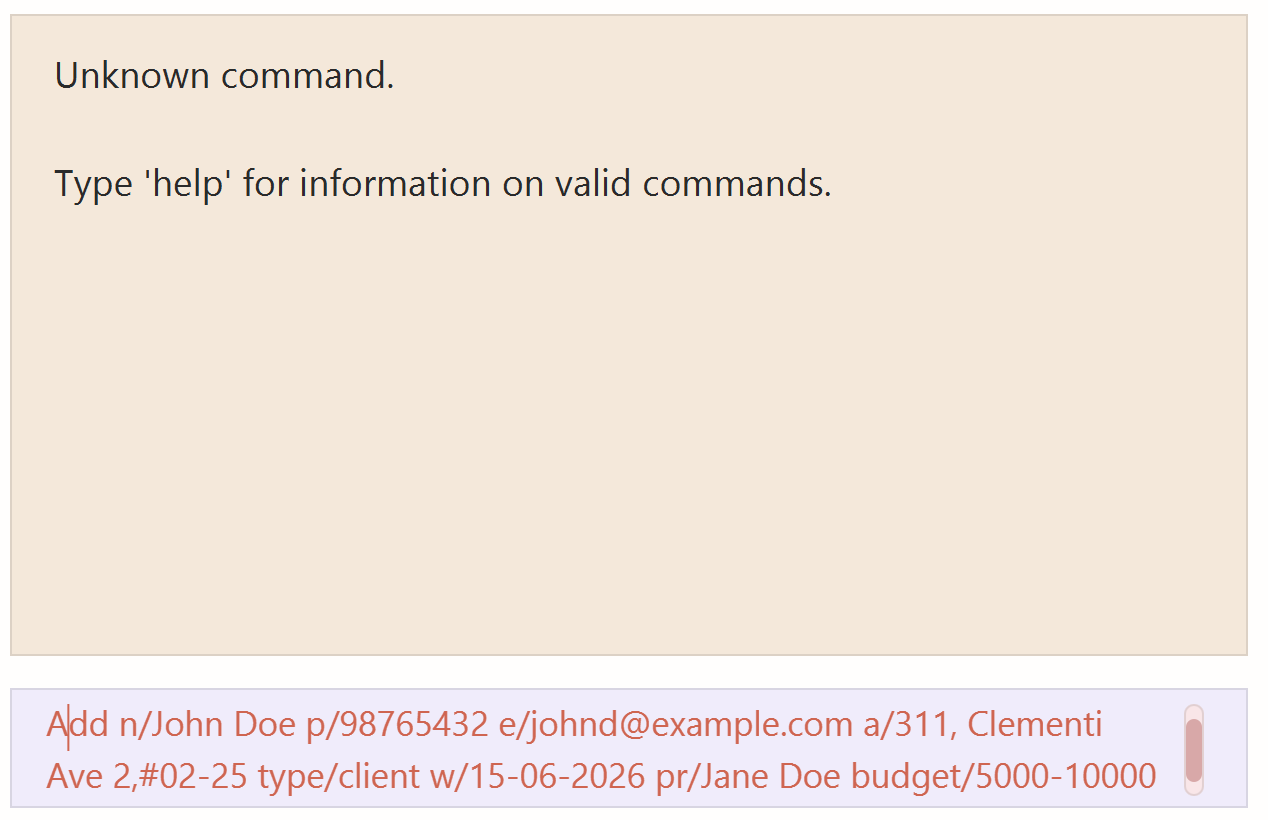 Unknown command.
Type 'help' for information on valid commands.
Add n/John Doe p/98765432 e/johnd@example.com a/311, Clementi
Ave 2,#02-25 type/client w/15-06-2026 pr/Jane Doe budget/5000-10000